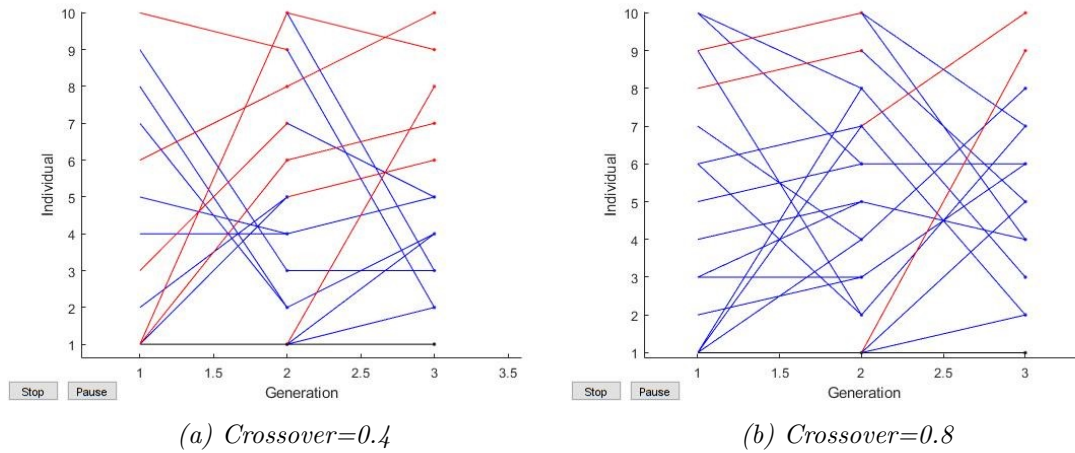 10
9
8
7
6
5
4
3
2
1
Individual
1 1.5 2 2.5 3 3.5
Generation
Stop Pause
(a) Crossover=0.4
10
9
8
7
6
5
4
3
2
1
Individual
1 1.5 2 2.5 3
Generation
Stop Pause
(b) Crossover=0.8